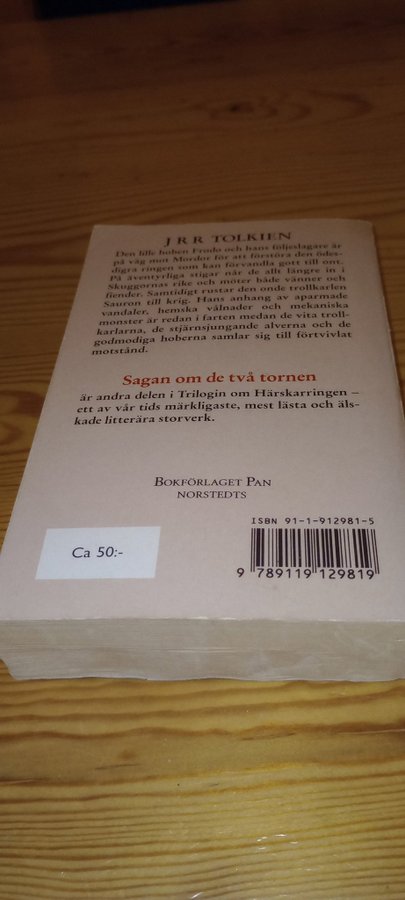 J R R TOLKIEN
Den lille hoben Frodo och hans följeslagare är
på väg mot Mordor för att förstöra den ödes-
digra ringen som kan förvandla gott till ont.
På äventyrliga stigar når de allt längre in i
Skuggornas rike och möter både vänner och
fiender. Samtidigt rustar den onde trollkarlen
Sauron till krig. Hans anhang av aparmade
vandaler, hemska vålnader och mekaniska
monster är redan i farten medan de vita troll-
karlarna, de stjärnsjungande alverna och de
godmodiga hoberna samlar sig till förtvivlat
motstånd.
Sagan om de två tornen
är andra delen i Trilogin om Härskarringen –
ett av vår tids märkligaste, mest lästa och äls-
kade litterära storverk.
BOKFÖRLAGET PAN
NORSTEDTS
Ca 50:-
ISBN 91-1-912981-5
9 789119 129819